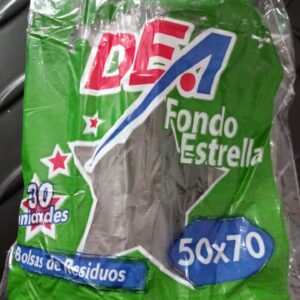 DEA
Fondo
Estrella
30
unidades
50x70
Bolsas de Residuos